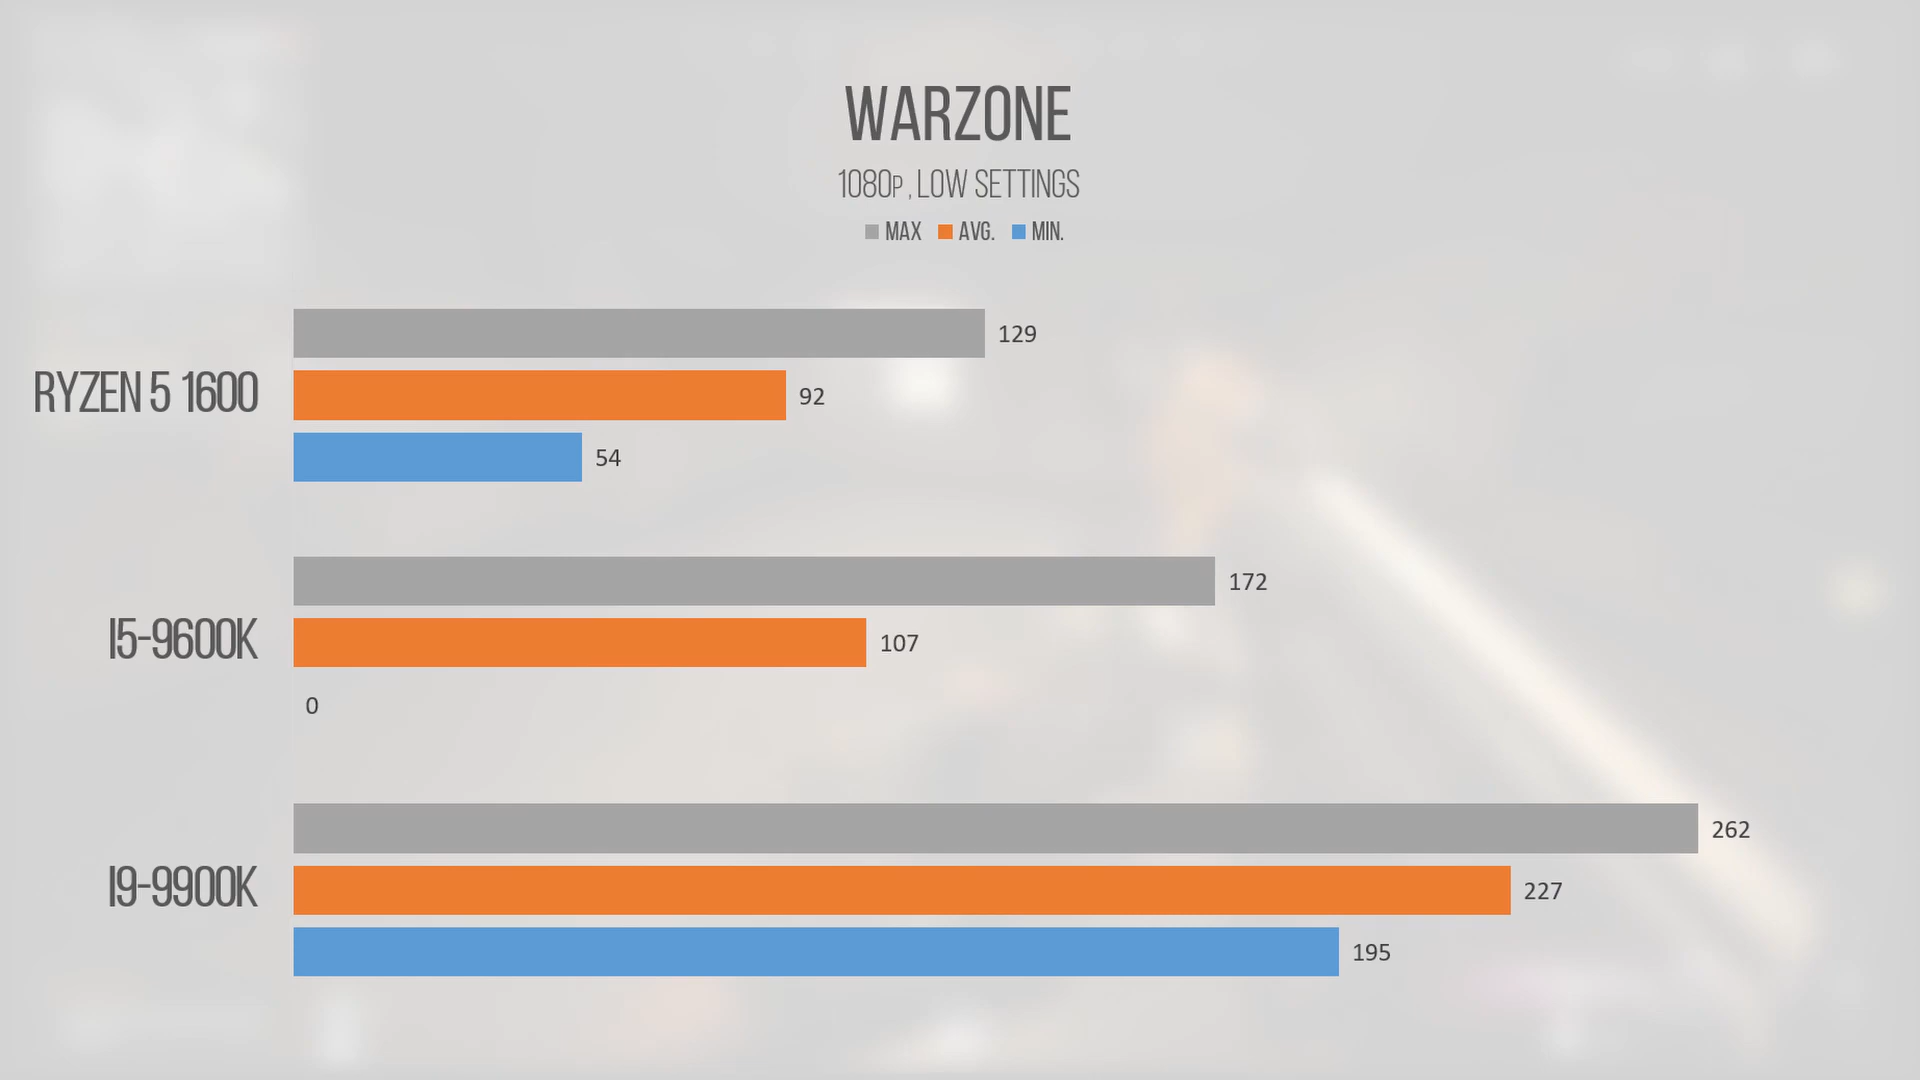 WARZONE
1080P, LOW SETTINGS
MAX AVG. MIN.
129
RYZEN 5 1600
92
54
172
I5-9600K
107
0
262
I9-9900K
227
195